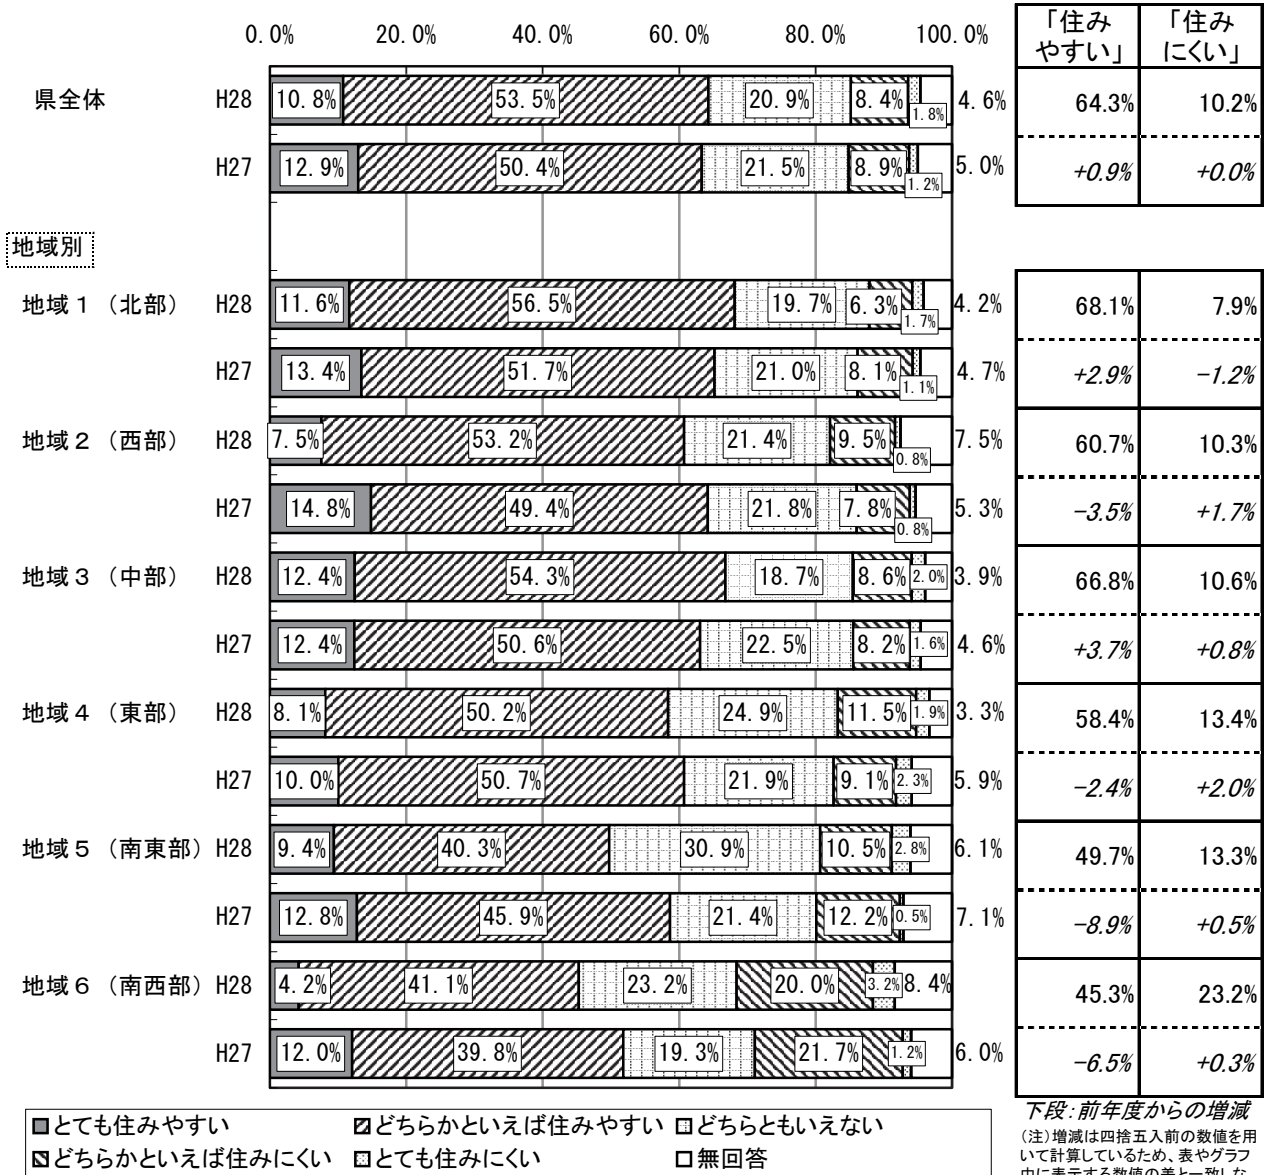 0.0% 20.0% 40.0% 60.0% 80.0% 100.0%
「住みやすい」 「住みにくい」
県全体 H28 10.8% 53.5% 20.9% 8.4% 1.8% 4.6% 64.3% 10.2%
H27 12.9% 50.4% 21.5% 8.9% 1.2% 5.0% +0.9% +0.0%
地域別
地域1（北部） H28 11.6% 56.5% 19.7% 6.3% 1.7% 4.2% 68.1% 7.9%
H27 13.4% 51.7% 21.0% 8.1% 1.1% 4.7% +2.9% -1.2%
地域2（西部） H28 7.5% 53.2% 21.4% 9.5% 0.8% 7.5% 60.7% 10.3%
H27 14.8% 49.4% 21.8% 7.8% 0.8% 5.3% -3.5% +1.7%
地域3（中部） H28 12.4% 54.3% 18.7% 8.6% 2.0% 3.9% 66.8% 10.6%
H27 12.4% 50.6% 22.5% 8.2% 1.6% 4.6% +3.7% +0.8%
地域4（東部） H28 8.1% 50.2% 24.9% 11.5% 1.9% 3.3% 58.4% 13.4%
H27 10.0% 50.7% 21.9% 9.1% 2.3% 5.9% -2.4% +2.0%
地域5（南東部） H28 9.4% 40.3% 30.9% 10.5% 2.8% 6.1% 49.7% 13.3%
H27 12.8% 45.9% 21.4% 12.2% 0.5% 7.1% -8.9% +0.5%
地域6（南西部） H28 4.2% 41.1% 23.2% 20.0% 3.2% 8.4% 45.3% 23.2%
H27 12.0% 39.8% 19.3% 21.7% 1.2% 6.0% -6.5% +0.3%
とても住みやすい どちらかといえば住みやすい どちらともいえない
どちらかといえば住みにくい とても住みにくい 無回答
下段:前年度からの増減
(注)増減は四捨五入前の数値を用
いて計算しているため、表やグラフ
中に表示する数値の差と一致しな